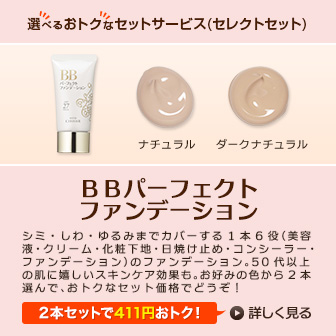 選べるおトクなセットサービス(セレクトセット)
BB
パーフェクト
ファンデーション
ナチュラル
ダークナチュラル
BBパーフェクト
ファンデーション
シミ・しわ・ゆるみまでカバーする1本6役(美容
液・クリーム・化粧下地・日焼け止め・コンシーラー・
ファンデーション)のファンデーション。50代以上
の肌に嬉しいスキンケア効果も。お好みの色から2本
選んで、おトクなセット価格でどうぞ!
2本セットで411円おトク!
詳しく見る